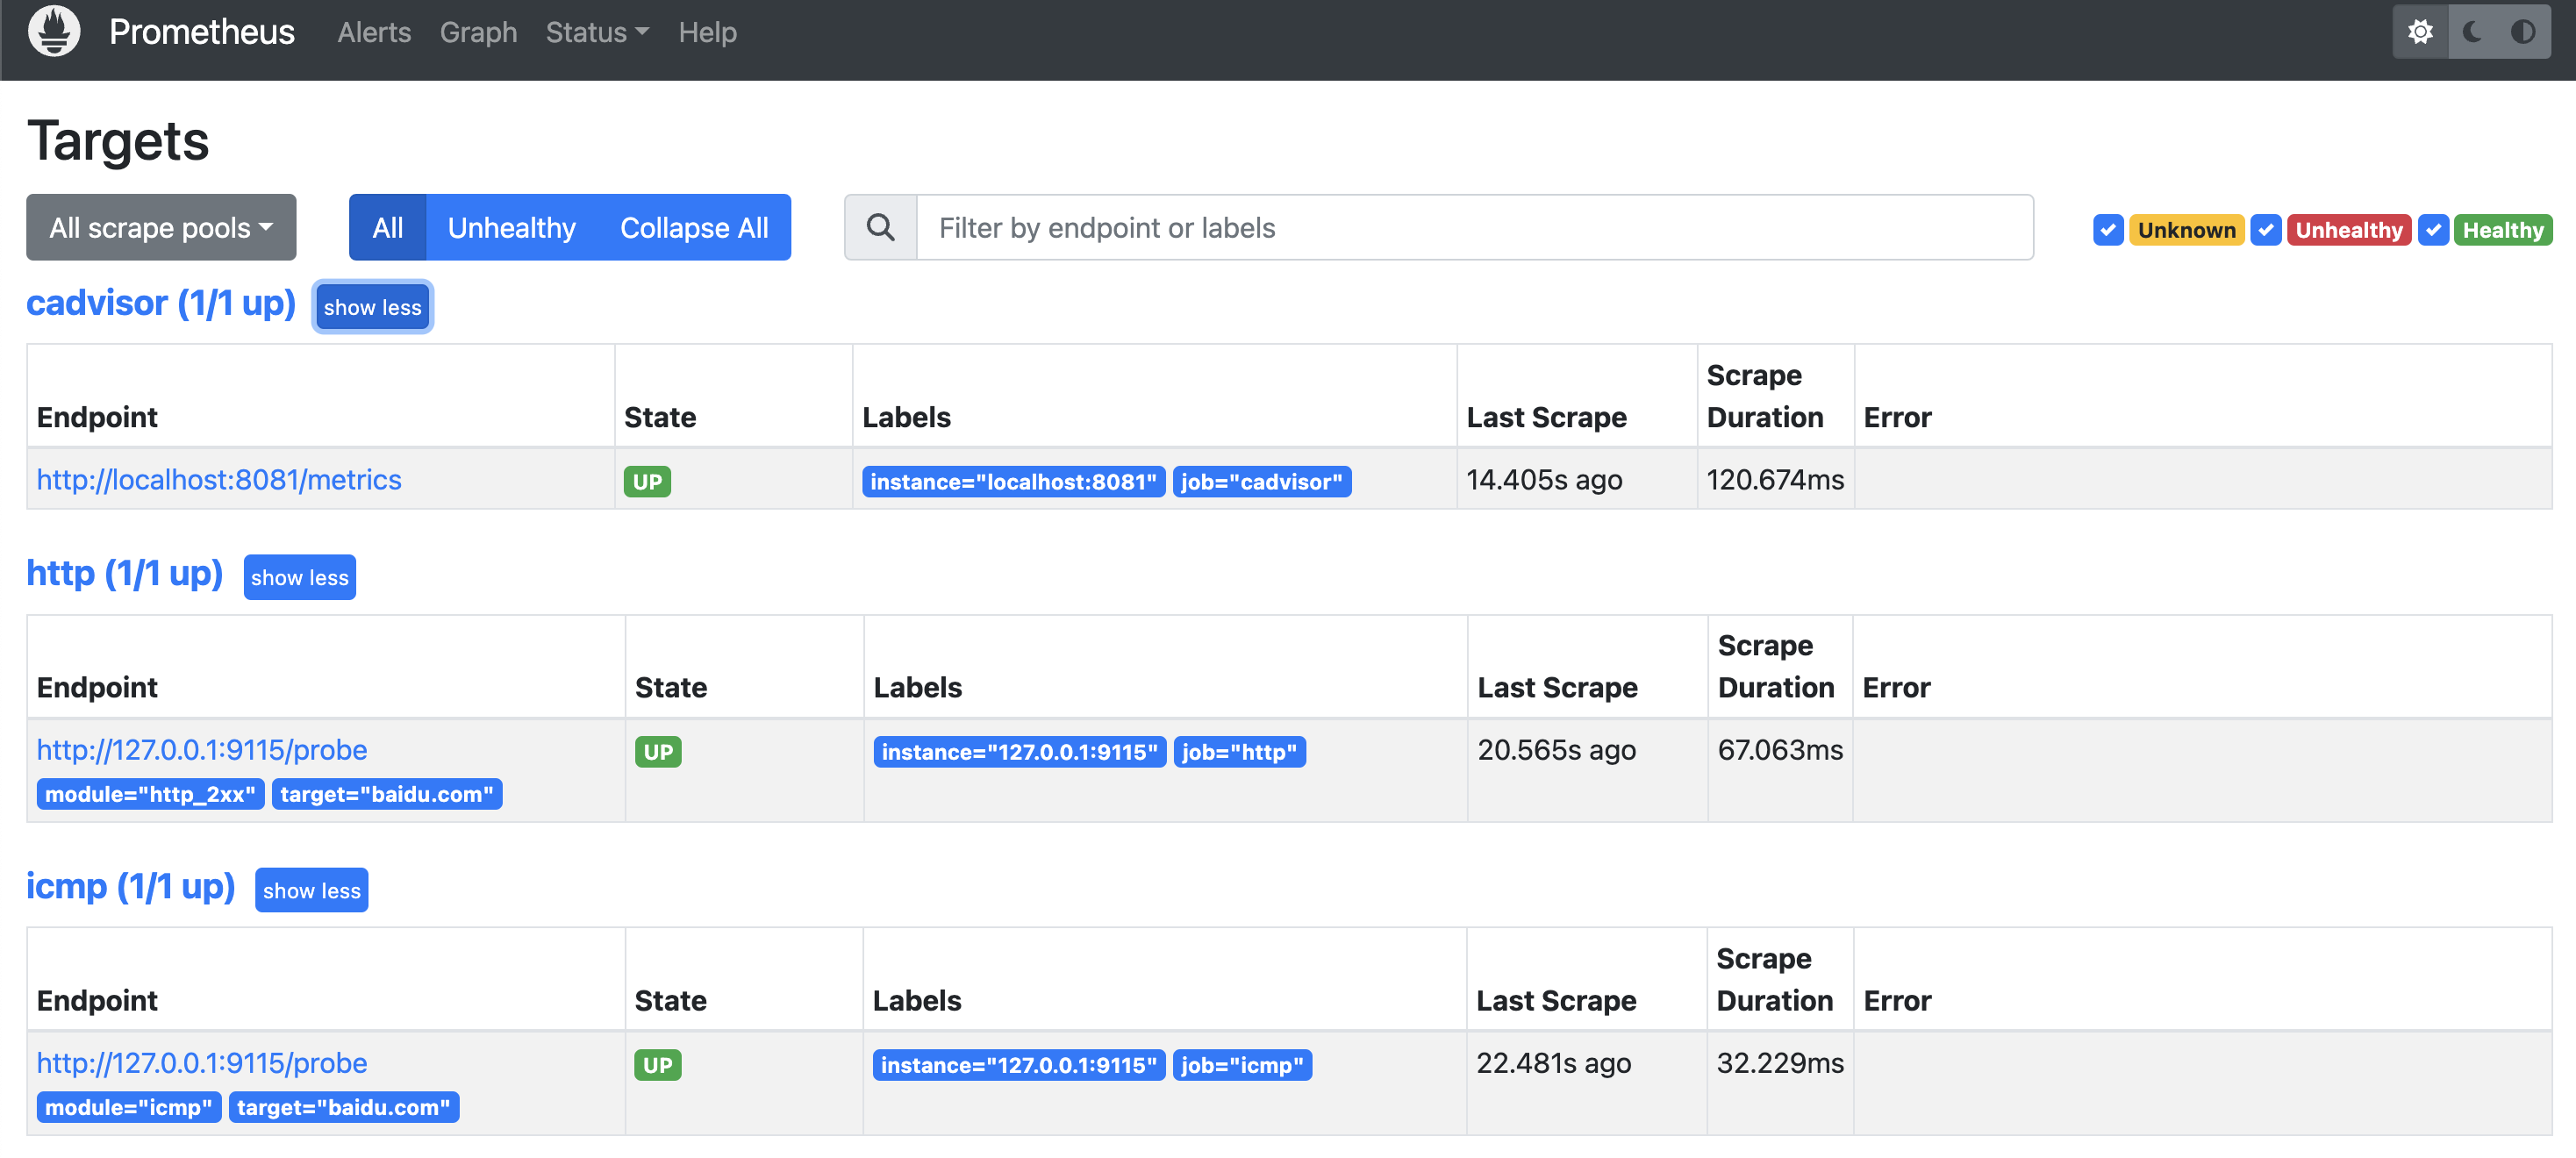 Prometheus Alerts Graph Status Help
Targets
All scrape pools All Unhealthy Collapse All Filter by endpoint or labels Unknown Unhealthy Healthy
cadvisor (1/1 up) show less
Endpoint State Labels Last Scrape Scrape Duration Error
http://localhost:8081/metrics UP instance="localhost:8081" job="cadvisor" 14.405s ago 120.674ms
http (1/1 up) show less
Endpoint State Labels Last Scrape Scrape Duration Error
http://127.0.0.1:9115/probe UP instance="127.0.0.1:9115" job="http" 20.565s ago 67.063ms
module="http_2xx" target="baidu.com"
icmp (1/1 up) show less
Endpoint State Labels Last Scrape Scrape Duration Error
http://127.0.0.1:9115/probe UP instance="127.0.0.1:9115" job="icmp" 22.481s ago 32.229ms
module="icmp" target="baidu.com"